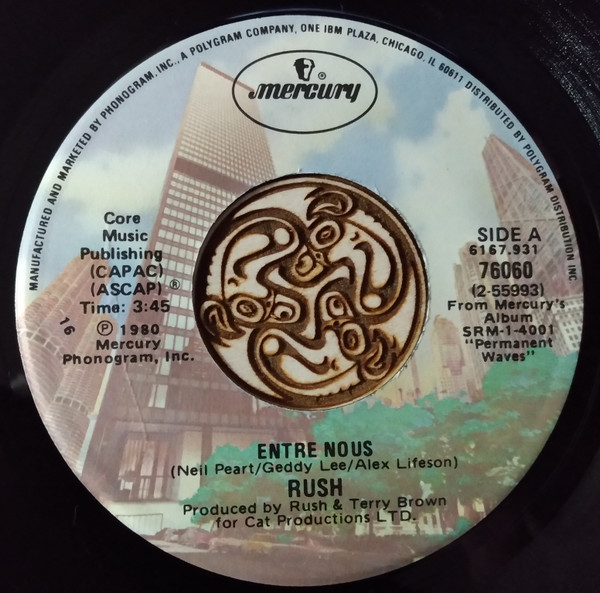 MANUFACTURED AND MARKETED BY PHONOGRAM, INC., A POLYGRAM COMPANY, ONE IBM PLAZA, CHICAGO, IL 60611 DISTRIBUTED BY POLYGRAM DISTRIBUTION INC.
mercury ®
Core
Music
Publishing
(CAPAC)
(ASCAP) ®
Time: 3:45
16
℗ 1980
Mercury
Phonogram, Inc.
SIDE A
6167,931
76060
(2-55993)
From Mercury's
Album
SRM-1-4001
"Permanent
Waves"
ENTRE NOUS
(Neil Peart/Geddy Lee/Alex Lifeson)
RUSH
Produced by Rush & Terry Brown
for Cat Productions LTD.